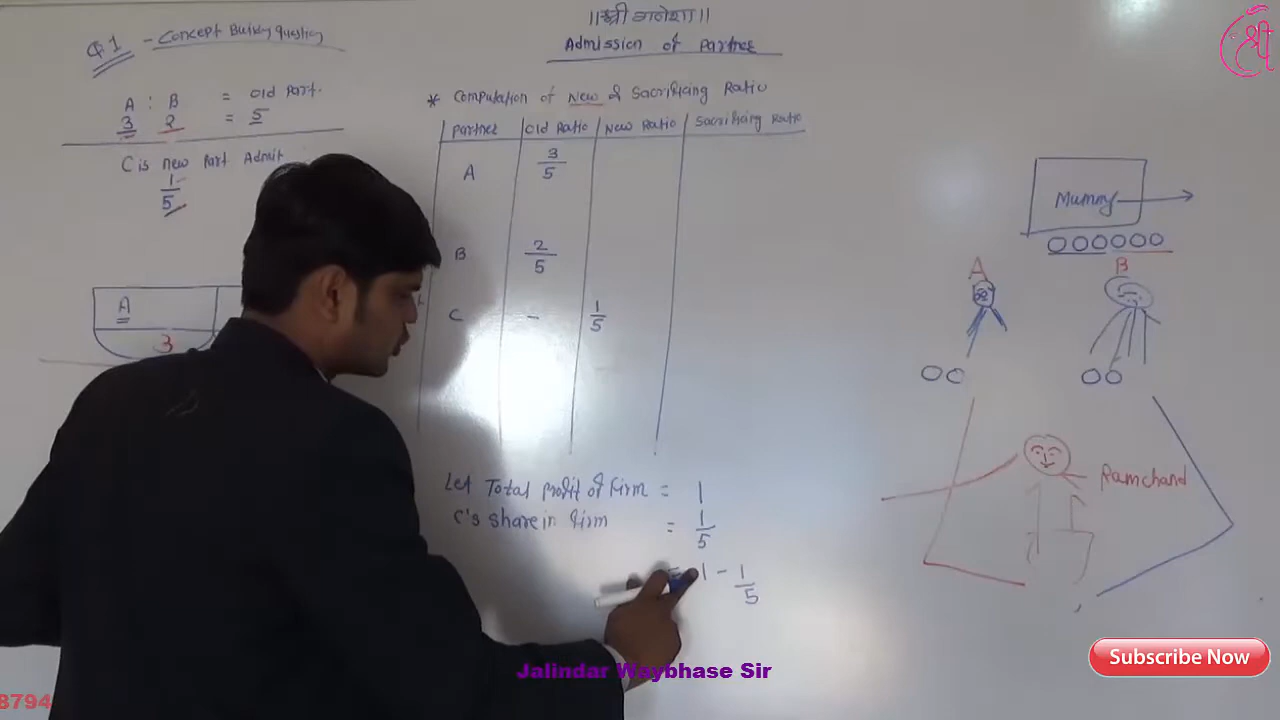 ॥श्री गणेशा॥
Admission of Partner
Q.1 - Concept Building Question
A : B = Old Part.
3 2 = 5
C is new Part Admit
1/5
A
3
* Computation of New & Sacrificing Ratio
Partner Old Ratio New Ratio Sacrificing Ratio
A 3/5
B 2/5
C - 1/5
Let Total profit of firm = 1
C's share in firm = 1/5
= 1 - 1/5
Mummy
A B
Ramchand
श्री
Subscribe Now
Jalindar Waybhase Sir
8794